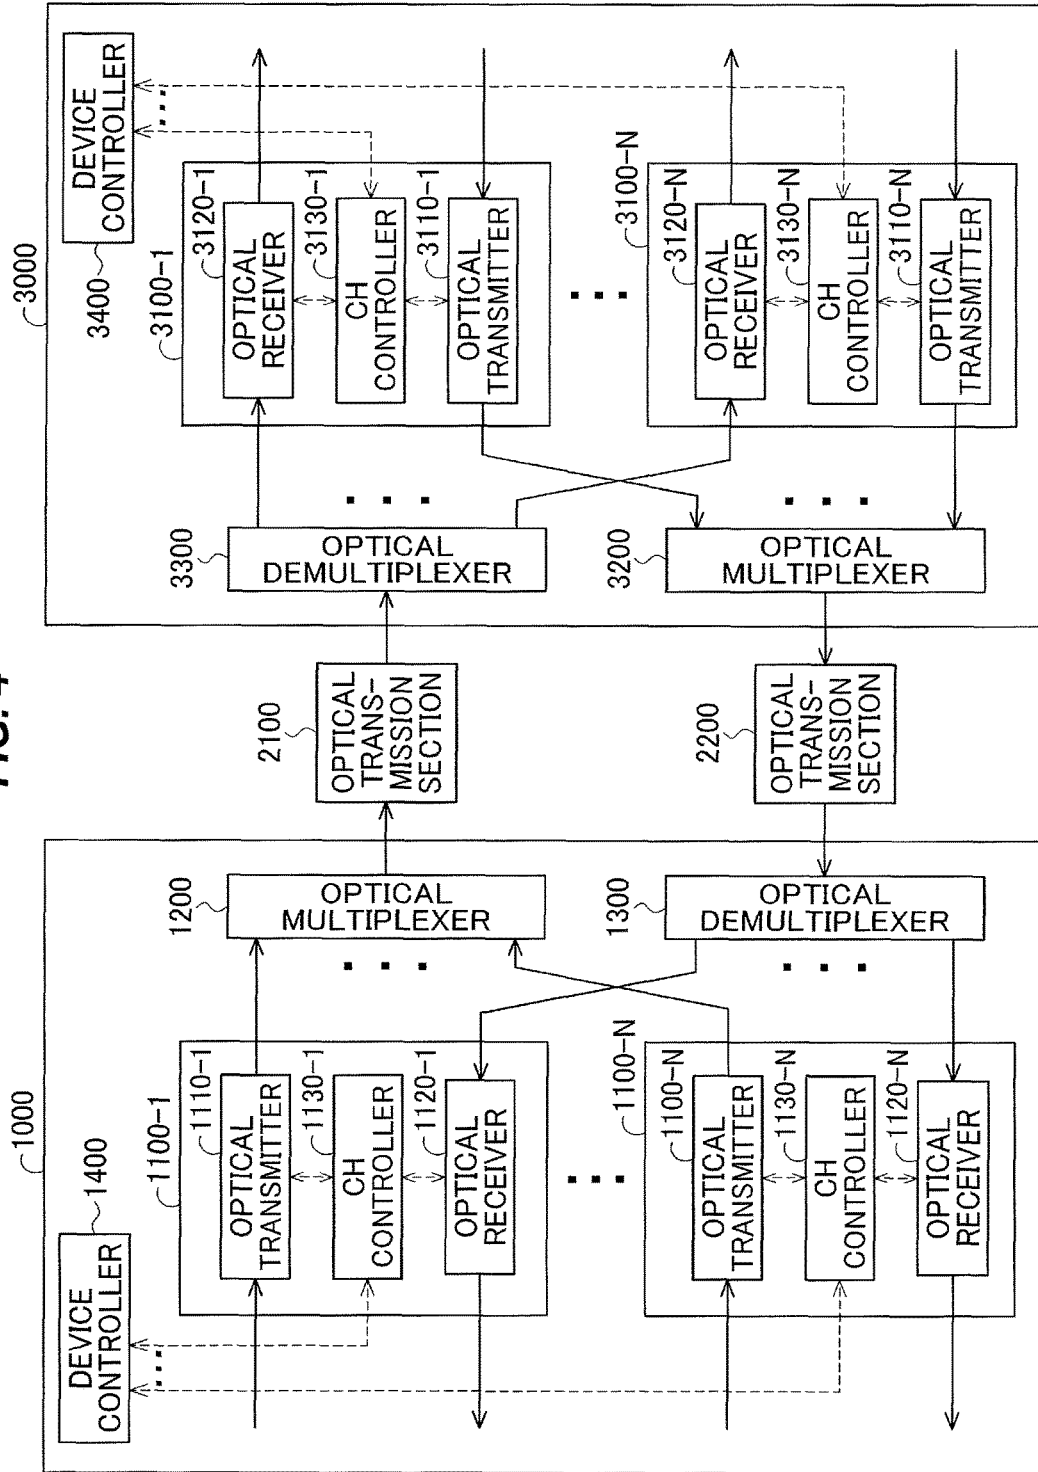 FIG. 4
1000
3000
DEVICE
CONTROLLER
1400
1100-1
1110-1
OPTICAL
TRANSMITTER
1130-1
CH
CONTROLLER
1120-1
OPTICAL
RECEIVER
1100-N
1100-N
OPTICAL
TRANSMITTER
1130-N
CH
CONTROLLER
1120-N
OPTICAL
RECEIVER
1200
OPTICAL
MULTIPLEXER
1300
OPTICAL
DEMULTIPLEXER
2100
OPTICAL
TRANS-
MISSION
SECTION
2200
OPTICAL
TRANS-
MISSION
SECTION
3300
OPTICAL
DEMULTIPLEXER
3200
OPTICAL
MULTIPLEXER
DEVICE
CONTROLLER
3400
3100-1
3120-1
OPTICAL
RECEIVER
3130-1
CH
CONTROLLER
3110-1
OPTICAL
TRANSMITTER
3100-N
3120-N
OPTICAL
RECEIVER
3130-N
CH
CONTROLLER
3110-N
OPTICAL
TRANSMITTER